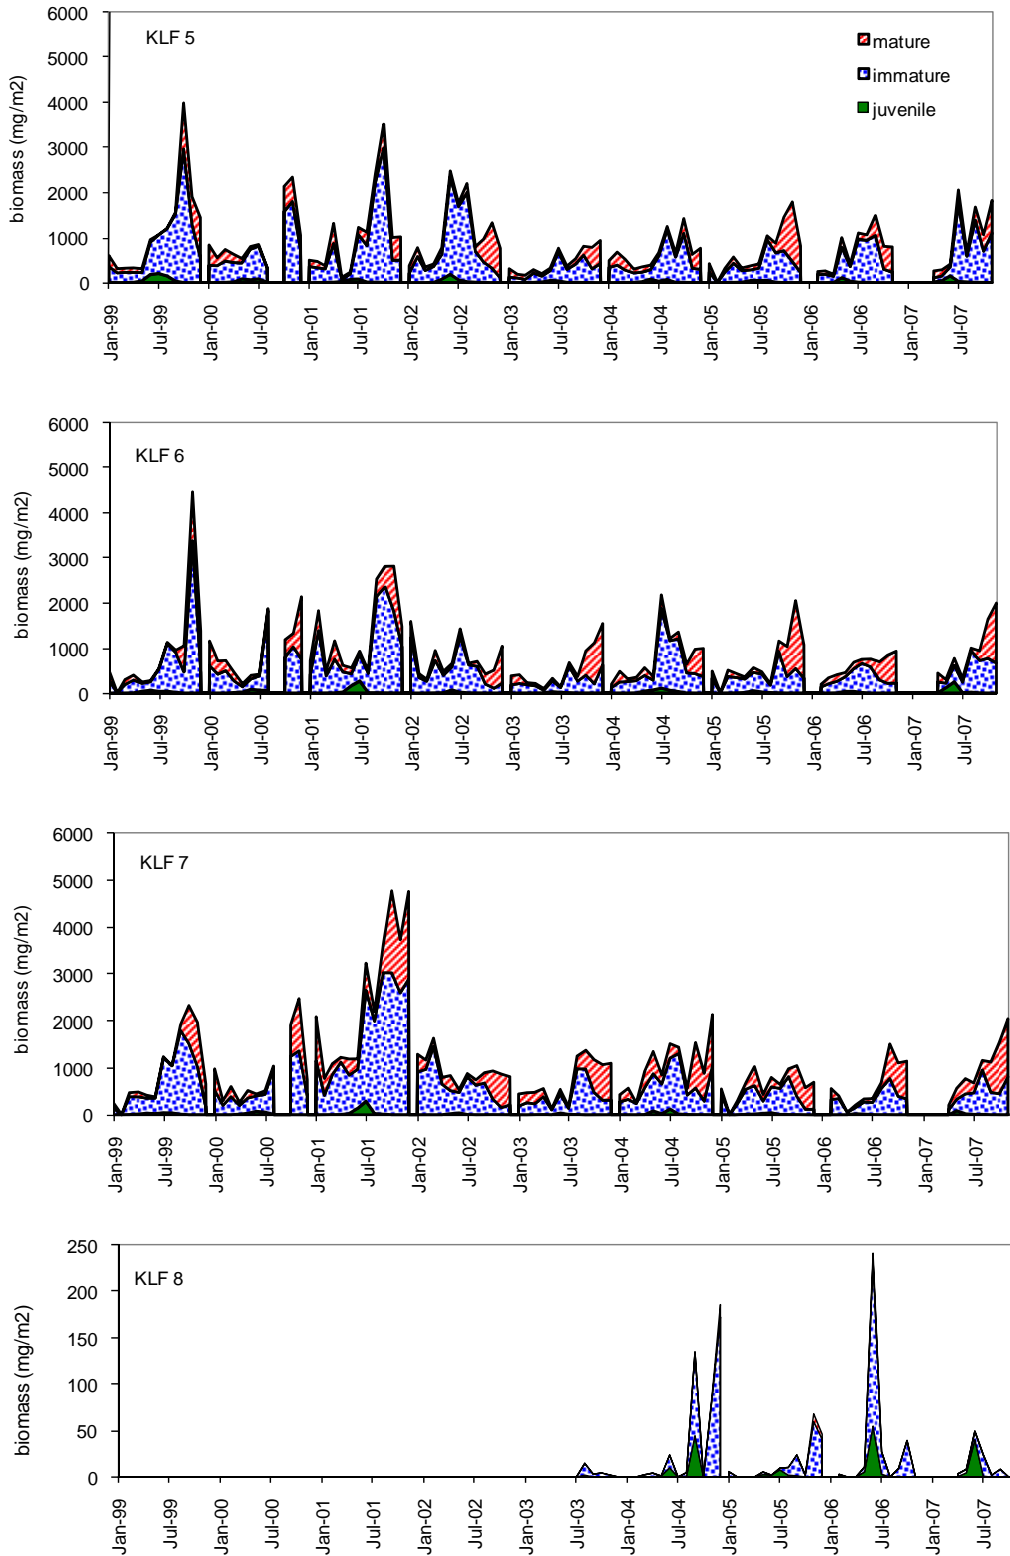 6000
KLF 5
mature
5000
immature
4000
juvenile
3000
2000
1000
0
biomass (mg/m2)
Jan-99
Jul-99
Jan-00
Jul-00
Jan-01
Jul-01
Jan-02
Jul-02
Jan-03
Jul-03
Jan-04
Jul-04
Jan-05
Jul-05
Jan-06
Jul-06
Jan-07
Jul-07
6000
KLF 6
5000
4000
3000
2000
1000
0
biomass (mg/m2)
Jan-99
Jul-99
Jan-00
Jul-00
Jan-01
Jul-01
Jan-02
Jul-02
Jan-03
Jul-03
Jan-04
Jul-04
Jan-05
Jul-05
Jan-06
Jul-06
Jan-07
Jul-07
6000
KLF 7
5000
4000
3000
2000
1000
0
biomass (mg/m2)
Jan-99
Jul-99
Jan-00
Jul-00
Jan-01
Jul-01
Jan-02
Jul-02
Jan-03
Jul-03
Jan-04
Jul-04
Jan-05
Jul-05
Jan-06
Jul-06
Jan-07
Jul-07
250
KLF 8
200
150
100
50
0
biomass (mg/m2)
Jan-99
Jul-99
Jan-00
Jul-00
Jan-01
Jul-01
Jan-02
Jul-02
Jan-03
Jul-03
Jan-04
Jul-04
Jan-05
Jul-05
Jan-06
Jul-06
Jan-07
Jul-07